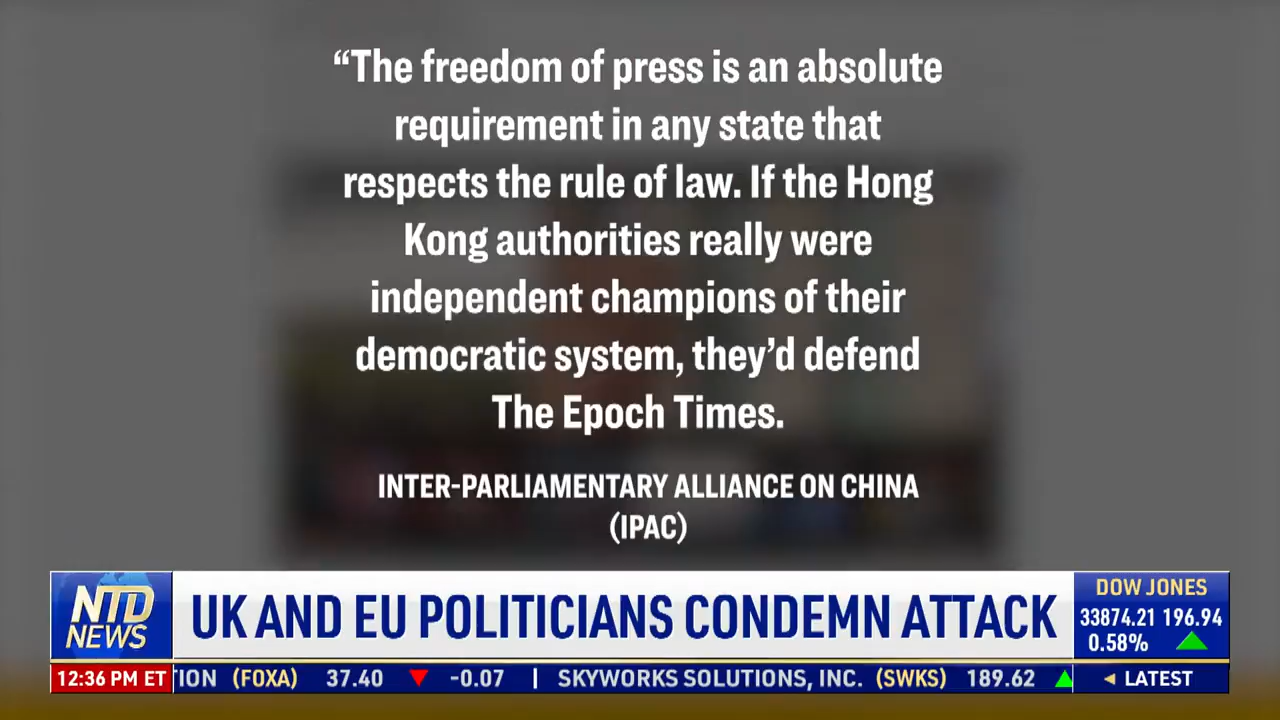 “The freedom of press is an absolute
requirement in any state that
respects the rule of law. If the Hong
Kong authorities really were
independent champions of their
democratic system, they’d defend
The Epoch Times.
INTER-PARLIAMENTARY ALLIANCE ON CHINA
(IPAC)
NTD
NEWS
UK AND EU POLITICIANS CONDEMN ATTACK
DOW JONES
33874.21 196.94
0.58%
12:36 PM ET
TION (FOXA) 37.40 ▼ -0.07 | SKYWORKS SOLUTIONS, INC. (SWKS) 189.62 ▲
◄ LATEST